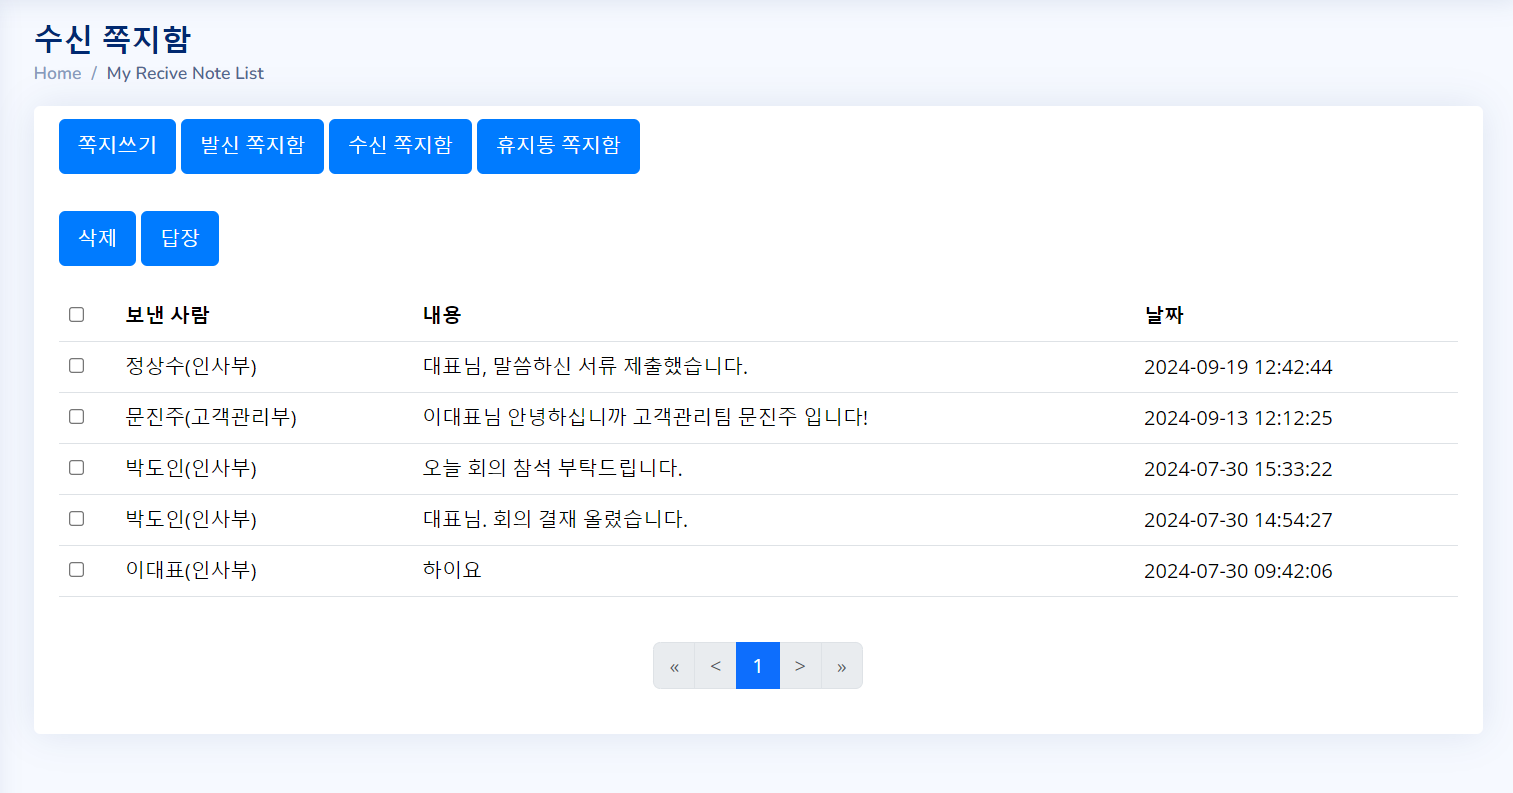 수신 쪽지함
Home / My Recive Note List
쪽지쓰기 발신 쪽지함 수신 쪽지함 휴지통 쪽지함
삭제 답장
보낸 사람 내용 날짜
정상수(인사부) 대표님, 말씀하신 서류 제출했습니다. 2024-09-19 12:42:44
문진주(고객관리부) 이대표님 안녕하십니까 고객관리팀 문진주 입니다! 2024-09-13 12:12:25
박도인(인사부) 오늘 회의 참석 부탁드립니다. 2024-07-30 15:33:22
박도인(인사부) 대표님. 회의 결재 올렸습니다. 2024-07-30 14:54:27
이대표(인사부) 하이요 2024-07-30 09:42:06
« < 1 > »